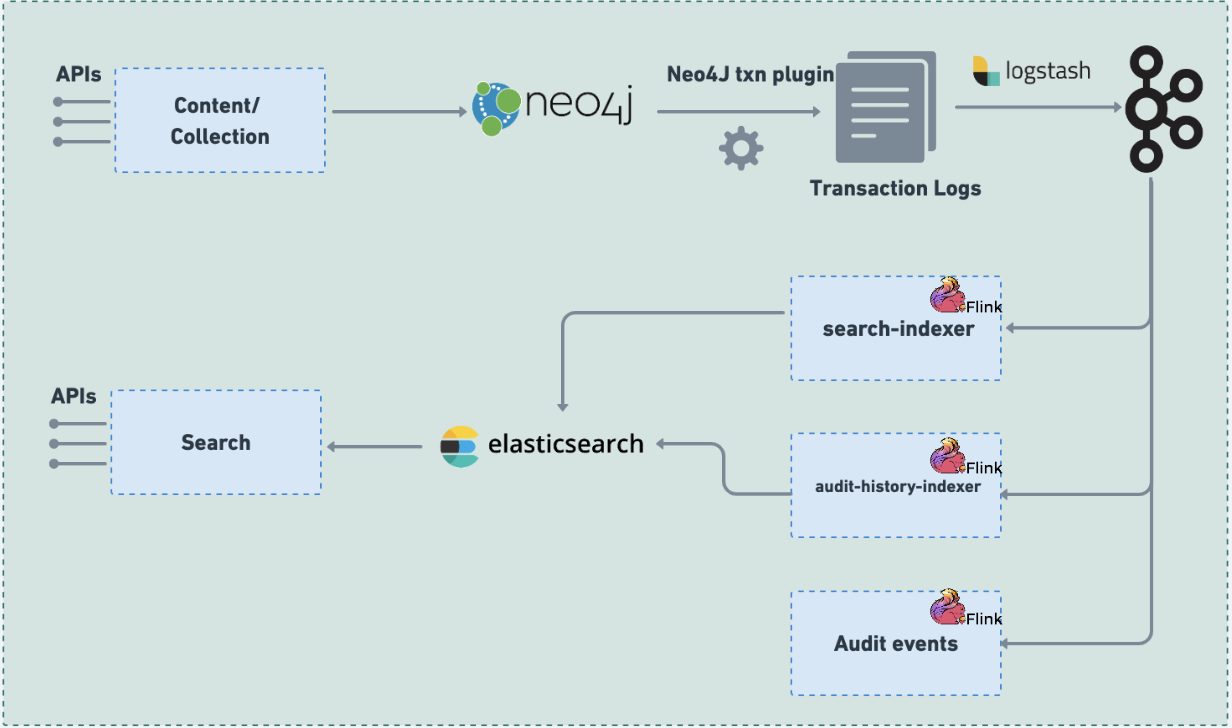 APIs
Content/
Collection
neo4j
Neo4J txn plugin
logstash
Transaction Logs
Flink
search-indexer
APIs
Search
elasticsearch
Flink
audit-history-indexer
Flink
Audit events